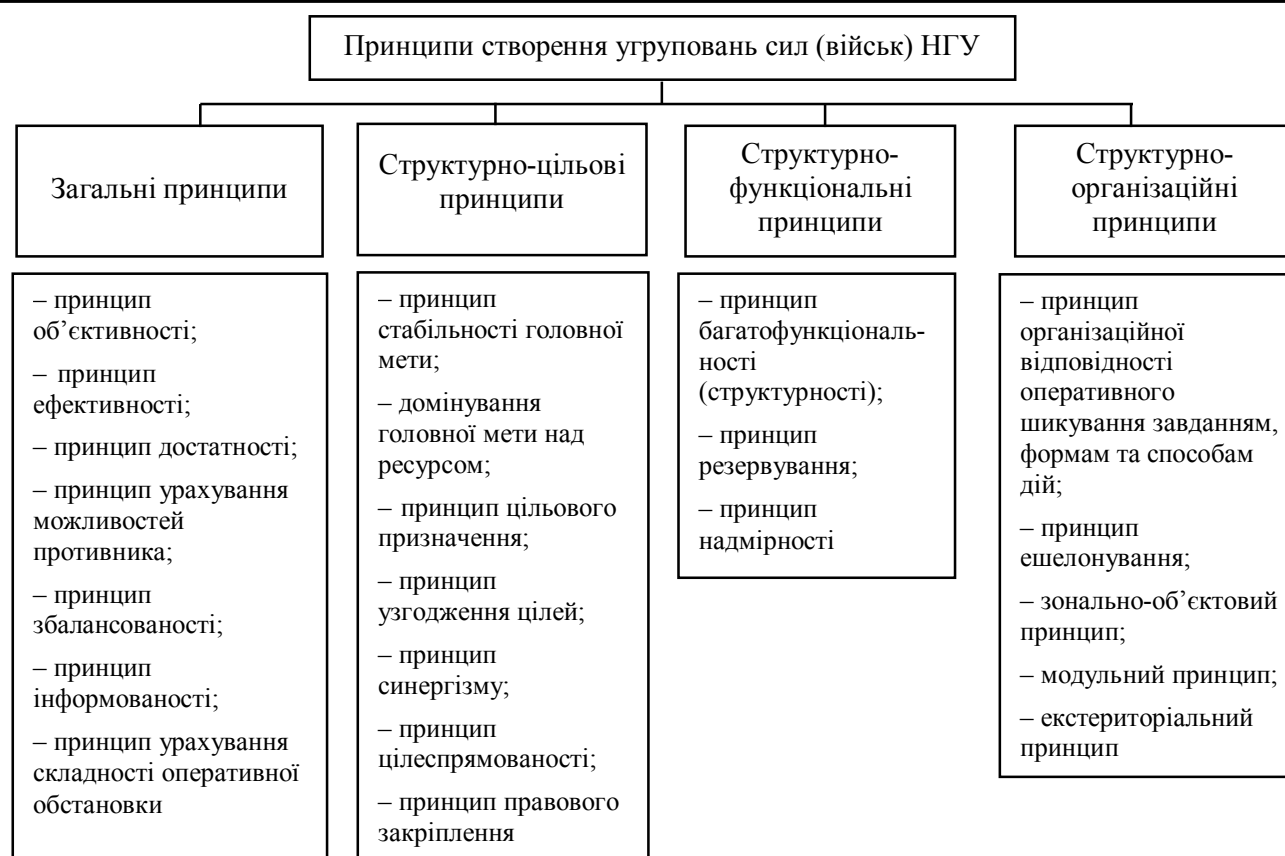 Принципи створення угруповань сил (військ) НГУ
Загальні принципи
Структурно-цільові
принципи
Структурно-
функціональні
принципи
Структурно-
організаційні
принципи
– принцип
об’єктивності;
– принцип
ефективності;
– принцип достатності;
– принцип урахування
можливостей
противника;
– принцип
збалансованості;
– принцип
інформованості;
– принцип урахування
складності оперативної
обстановки
– принцип
стабільності головної
мети;
– домінування
головної мети над
ресурсом;
– принцип цільового
призначення;
– принцип
узгодження цілей;
– принцип
синергізму;
– принцип
цілеспрямованості;
– принцип правового
закріплення
– принцип
багатофункціональ-
ності
(структурності);
– принцип
резервування;
– принцип
надмірності
– принцип
організаційної
відповідності
оперативного
шикування завданням,
формам та способам
дій;
– принцип
ешелонування;
– зонально-об’єктовий
принцип;
– модульний принцип;
– екстериторіальний
принцип